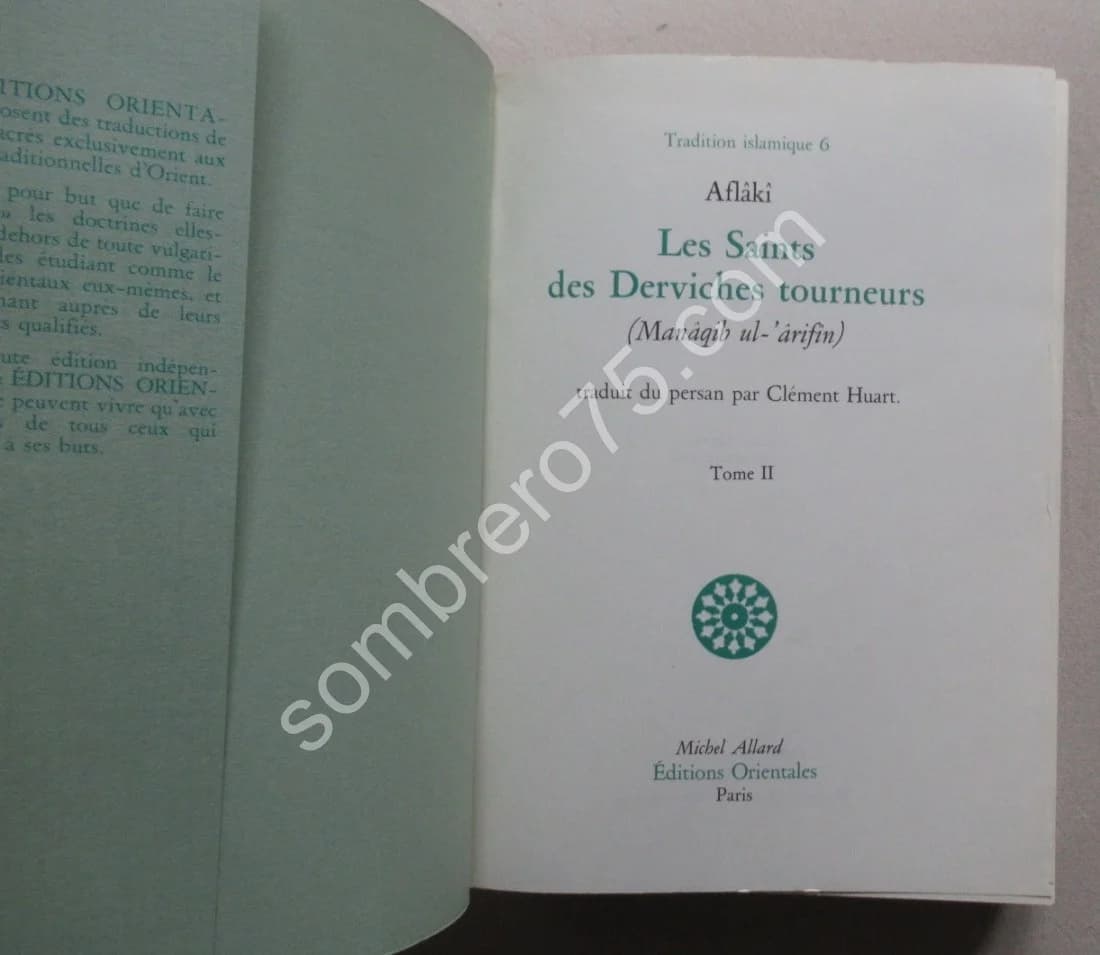 ITIONS ORIENTA-
osent des traductions de
acrés exclusivement aux
aditionnelles d'Orient.
pour but que de faire
» les doctrines elles-
dehors de toute vulgari-
les étudiant comme le
ientaux eux-mêmes, et
nant auprès de leurs
s qualifiés.
ute édition indépen-
ÉDITIONS ORIEN-
peuvent vivre qu'avec
de tous ceux qui
à ses buts.
Tradition islamique 6
Aflâkî
Les Saints
des Derviches tourneurs
(Manâqib ul-'ârifîn)
traduit du persan par Clément Huart.
Tome II
Michel Allard
Éditions Orientales
Paris
sombrero75.com